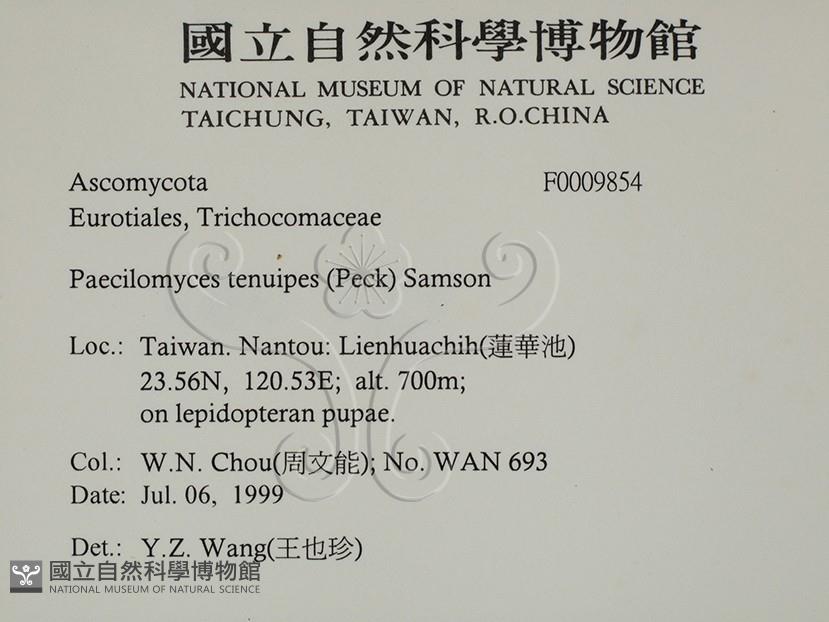 國立自然科學博物館
NATIONAL MUSEUM OF NATURAL SCIENCE
TAICHUNG, TAIWAN, R.O.CHINA
Ascomycota F0009854
Eurotiales, Trichocomaceae
Paecilomyces tenuipes (Peck) Samson
Loc.: Taiwan. Nantou: Lienhuachih(蓮華池)
23.56N, 120.53E; alt. 700m;
on lepidopteran pupae.
Col.: W.N. Chou(周文能); No. WAN 693
Date: Jul. 06, 1999
Det.: Y.Z. Wang(王也珍)
國立自然科學博物館
NATIONAL MUSEUM OF NATURAL SCIENCE